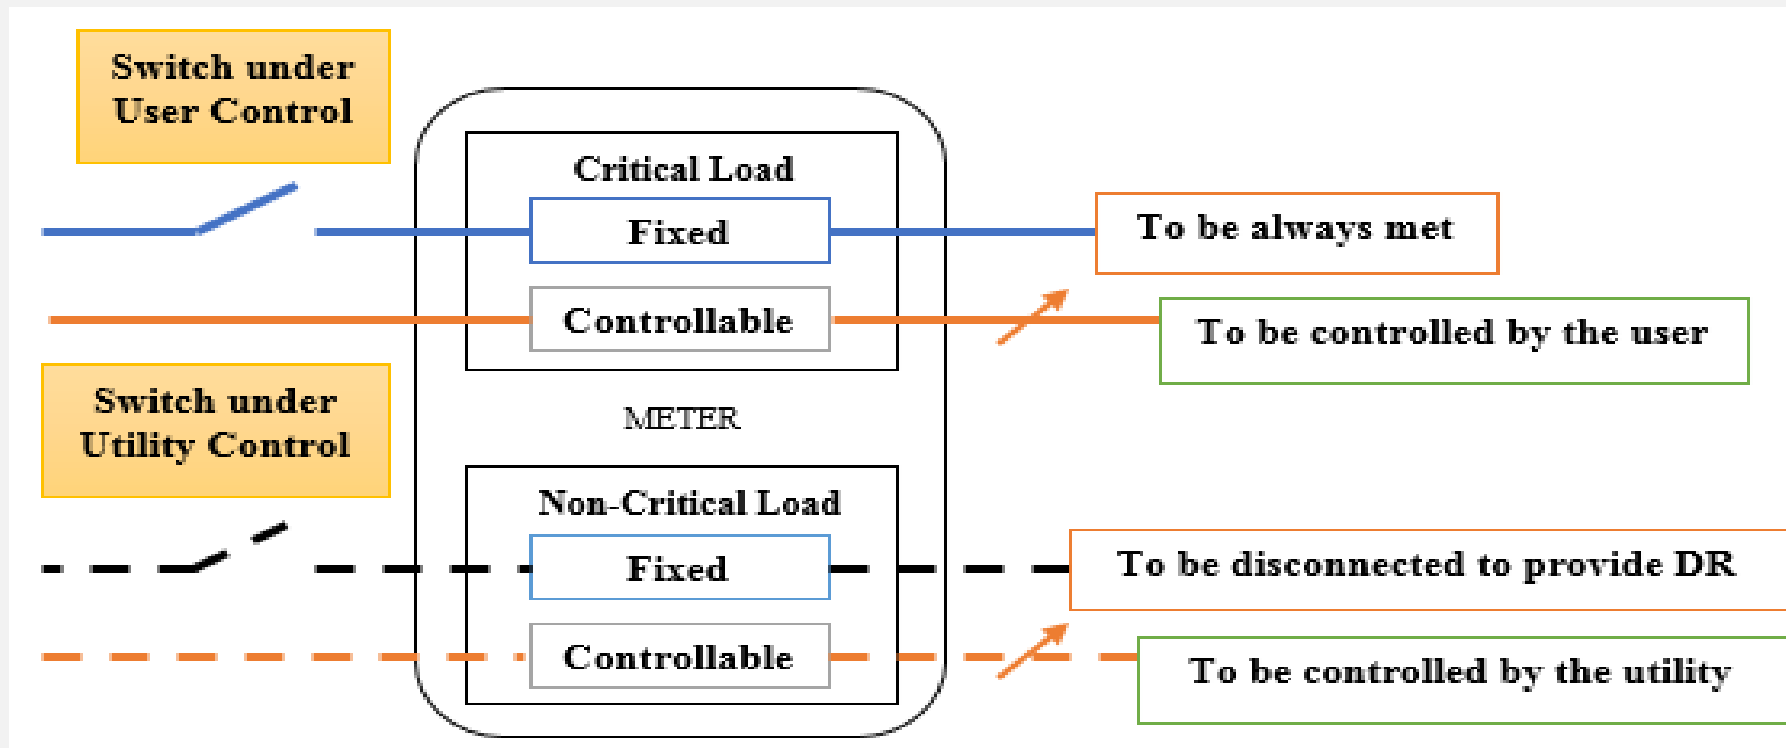 Switch under
User Control
Critical Load
Fixed
To be always met
Controllable
To be controlled by the user
Switch under
Utility Control
METER
Non-Critical Load
Fixed
To be disconnected to provide DR
Controllable
To be controlled by the utility